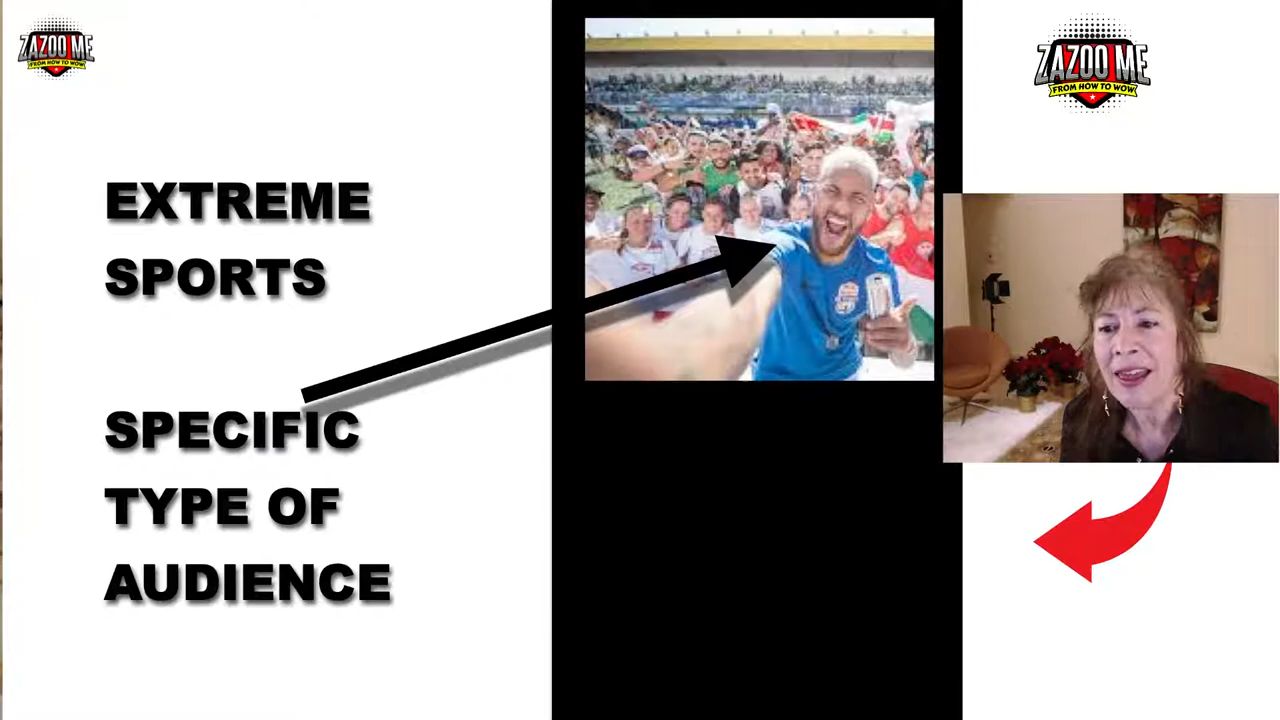 ZAZOO ME
FROM HOW TO WOW
ZAZOO ME
FROM HOW TO WOW
EXTREME
SPORTS
SPECIFIC
TYPE OF
AUDIENCE